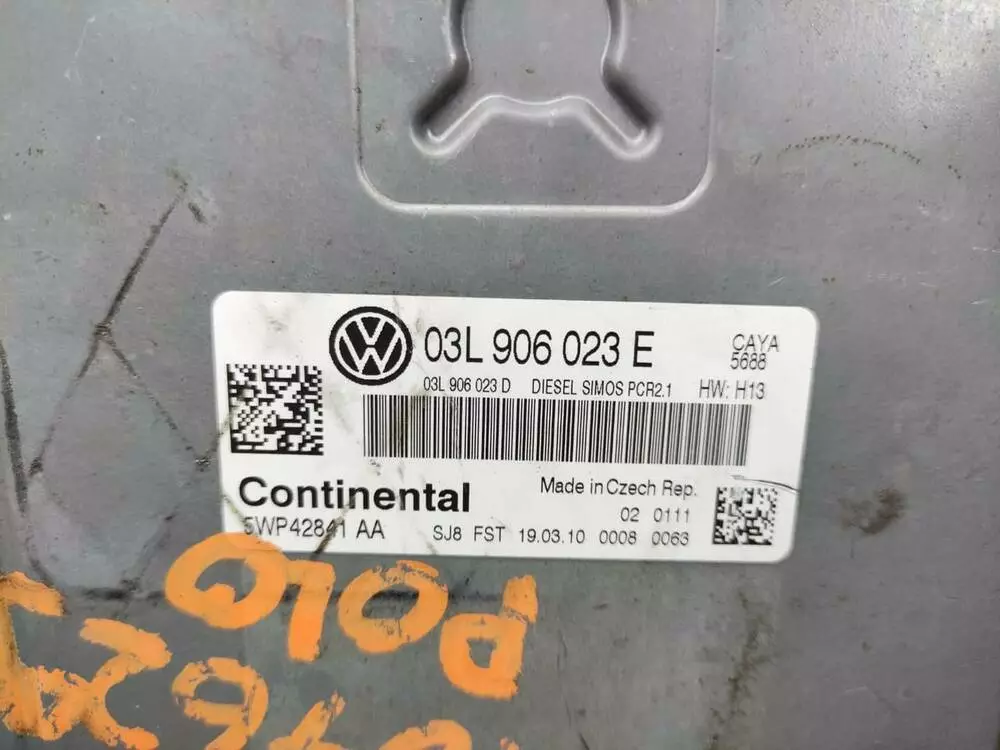 03L 906 023 E
CAYA
5688
03L 906 023 D DIESEL SIMOS PCR2.1 HW: H13
Continental
Made in Czech Rep.
02 0111
5WP42841 AA SJ8 FST 19.03.10 0008 0063
POLO